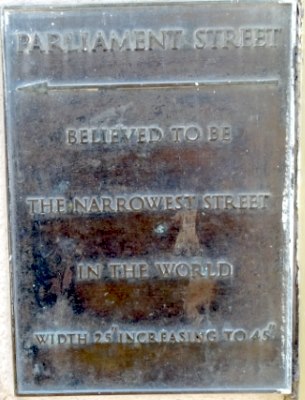 PARLIAMENT STREET
BELIEVED TO BE
THE NARROWEST STREET
IN THE WORLD
WIDTH 25" INCREASING TO 45"